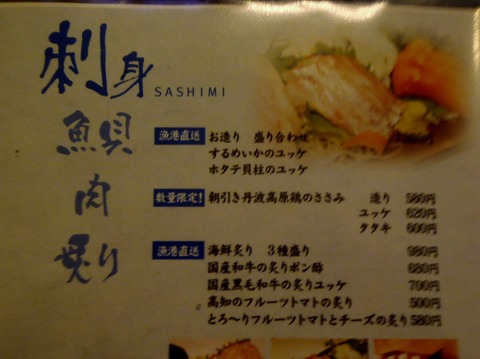 刺身 SASHIMI
魚貝
漁港直送 お造り 盛り合わせ
するめいかのユッケ
ホタテ貝柱のユッケ
肉
数量限定! 朝引き丹波高原鶏のささみ 造り 580円
ユッケ 620円
タタキ 600円
炙り
漁港直送 海鮮炙り 3種盛り 980円
国産和牛の炙りポン酢 680円
国産黒毛和牛の炙りユッケ 700円
高知のフルーツトマトの炙り 500円
とろ〜りフルーツトマトとチーズの炙り 580円